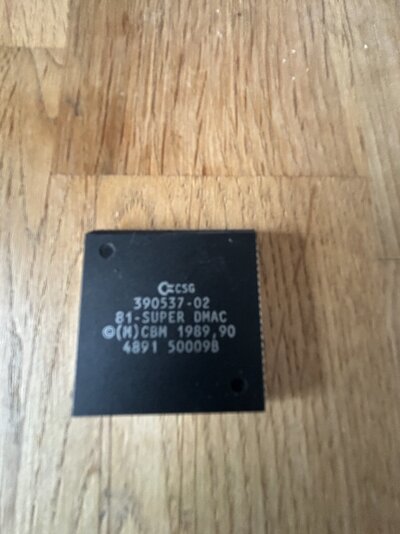 CSG
390537-02
81-SUPER DMAC
©(M)CBM 1989,90
4891 50009B